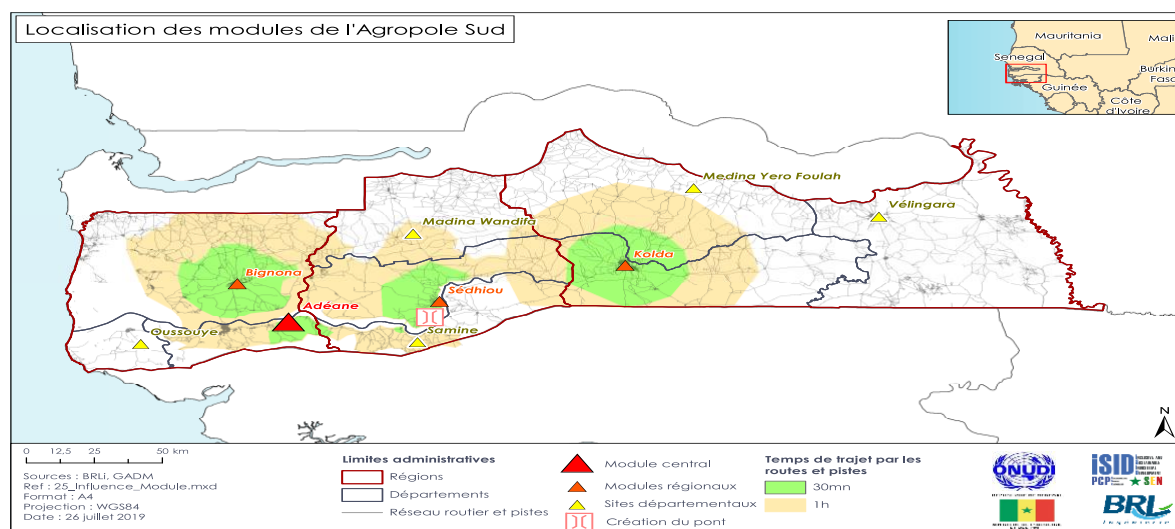 Localisation des modules de l'Agropole Sud
Mauritania
Mali
Senegal
Burkina
Faso
Guinée
Côte
d'Ivoire
Medina Yero Foulah
Vélingara
Madina Wandifa
Kolda
Bignona
Sédhiou
Adéane
Samine
Oussouye
N
0 12,5 25 50 km
Sources : BRLi, GADM
Ref : 25_Influence_Module.mxd
Format : A4
Projection : WGS84
Date : 26 juillet 2019
Limites administratives
Régions
Départements
Réseau routier et pistes
Module central
Modules régionaux
Sites départementaux
Création du pont
Temps de trajet par les
routes et pistes
30mn
1h
ONUDI
ISID
PCP SEN
BRL
Ingénierie